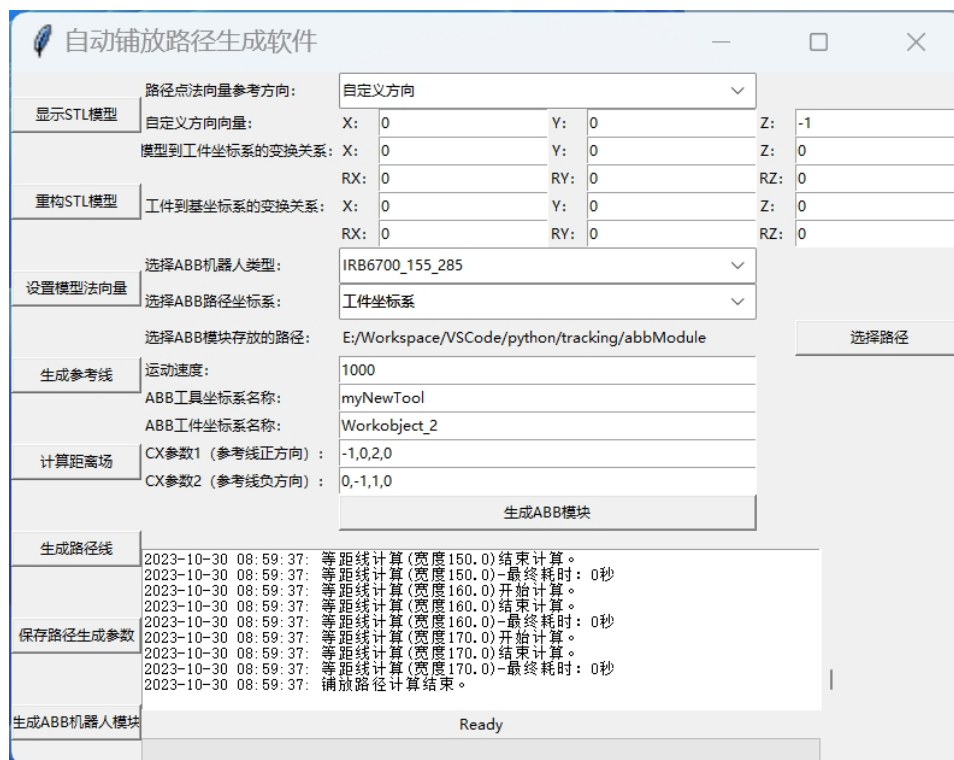 自动铺放路径生成软件
显示STL模型
重构STL模型
设置模型法向量
生成参考线
计算距离场
生成路径线
保存路径生成参数
生成ABB机器人模块
路径点法向量参考方向: 自定义方向
自定义方向向量: X: 0 Y: 0 Z: -1
模型到工件坐标系的变换关系: X: 0 Y: 0 Z: 0
RX: 0 RY: 0 RZ: 0
工件到基坐标系的变换关系: X: 0 Y: 0 Z: 0
RX: 0 RY: 0 RZ: 0
选择ABB机器人类型: IRB6700_155_285
选择ABB路径坐标系: 工件坐标系
选择ABB模块存放的路径: E:/Workspace/VSCode/python/tracking/abbModule 选择路径
运动速度: 1000
ABB工具坐标系名称: myNewTool
ABB工件坐标系名称: Workobject_2
CX参数1（参考线正方向）: -1,0,2,0
CX参数2（参考线负方向）: 0,-1,1,0
生成ABB模块
2023-10-30 08:59:37: 等距线计算(宽度150.0)结束计算。
2023-10-30 08:59:37: 等距线计算(宽度150.0)-最终耗时: 0秒
2023-10-30 08:59:37: 等距线计算(宽度160.0)开始计算。
2023-10-30 08:59:37: 等距线计算(宽度160.0)结束计算。
2023-10-30 08:59:37: 等距线计算(宽度160.0)-最终耗时: 0秒
2023-10-30 08:59:37: 等距线计算(宽度170.0)开始计算。
2023-10-30 08:59:37: 等距线计算(宽度170.0)结束计算。
2023-10-30 08:59:37: 等距线计算(宽度170.0)-最终耗时: 0秒
2023-10-30 08:59:37: 铺放路径计算结束。
Ready